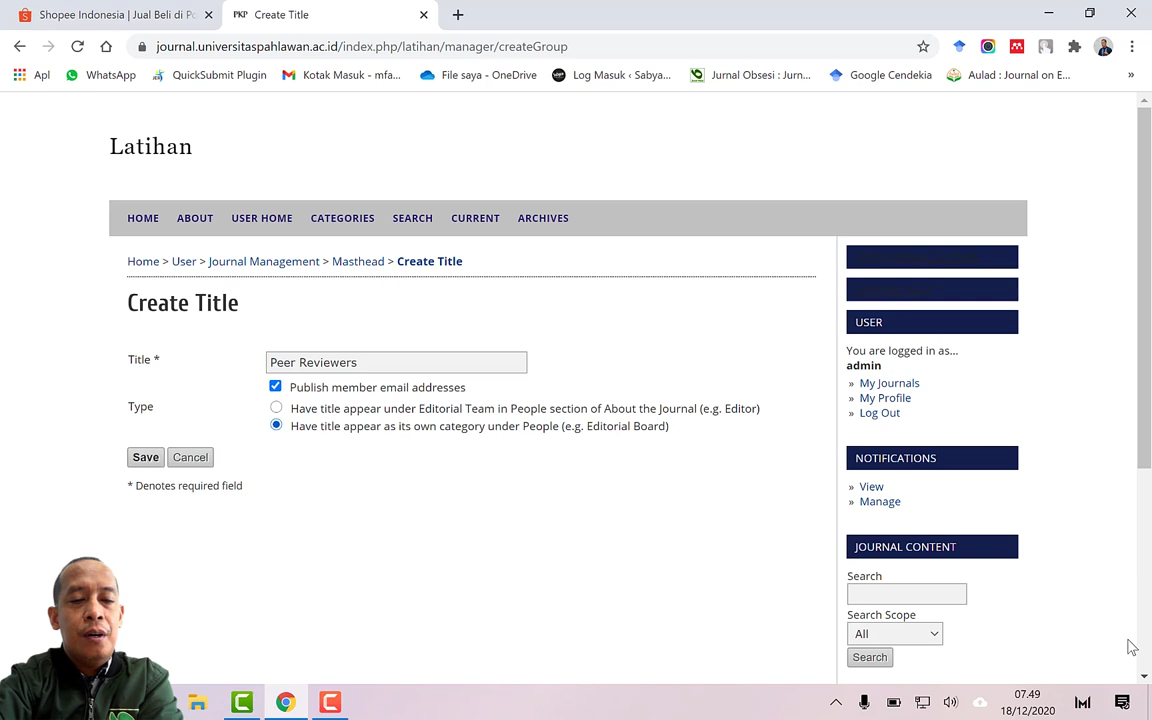 Shopee Indonesia | Jual Beli di Po
PKP Create Title
journal.universitaspahlawan.ac.id/index.php/latihan/manager/createGroup
Apl WhatsApp QuickSubmit Plugin Kotak Masuk - mfa... File saya - OneDrive Log Masuk ‹ Sabya... Jurnal Obsesi : Jurn... Google Cendekia Aulad : Journal on E... »
Latihan
HOME ABOUT USER HOME CATEGORIES SEARCH CURRENT ARCHIVES
Home > User > Journal Management > Masthead > Create Title
Create Title
Title *
Peer Reviewers
Publish member email addresses
Type
Have title appear under Editorial Team in People section of About the Journal (e.g. Editor)
Have title appear as its own category under People (e.g. Editorial Board)
Save Cancel
* Denotes required field
USER
You are logged in as...
admin
» My Journals
» My Profile
» Log Out
NOTIFICATIONS
» View
» Manage
JOURNAL CONTENT
Search
Search Scope
All
Search
07.49
18/12/2020